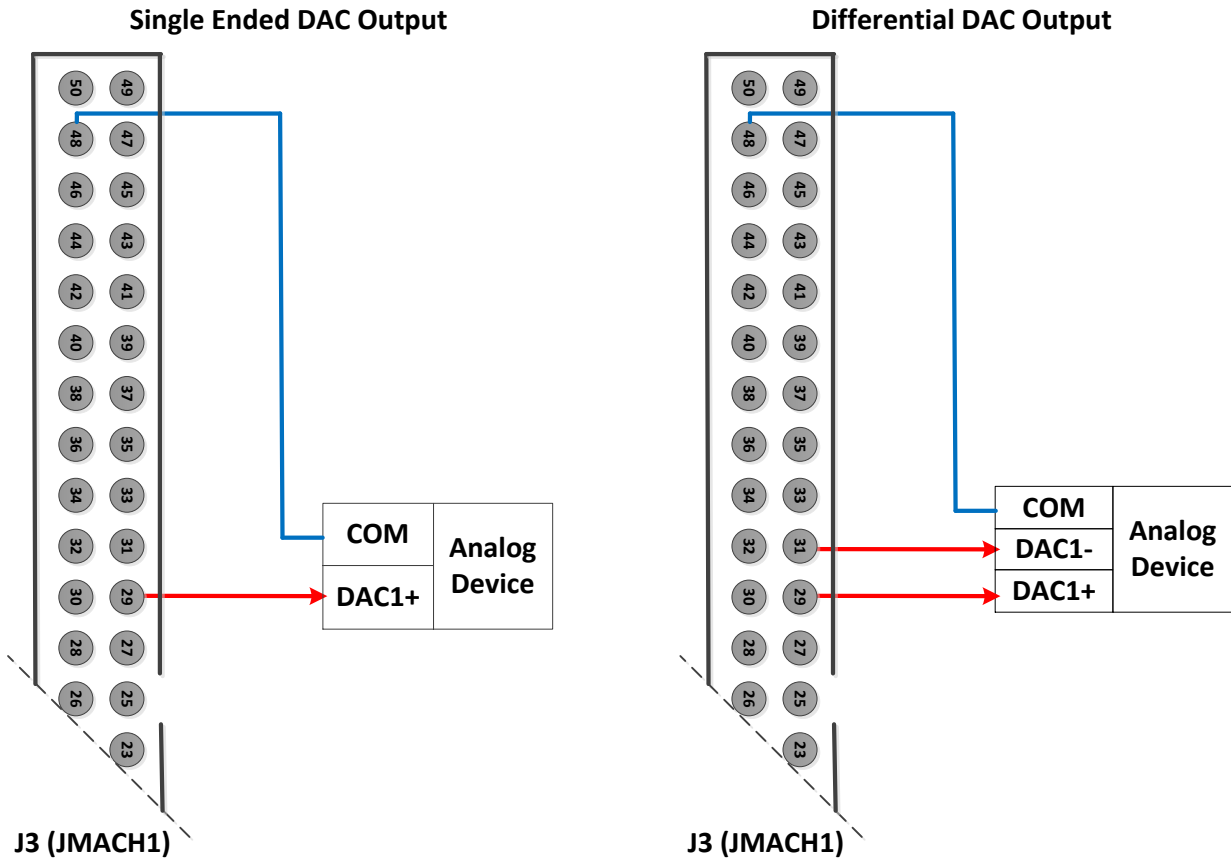 Single Ended DAC Output
50 49
48 47
46 45
44 43
42 41
40 39
38 37
36 35
34 33
32 31
30 29
28 27
26 25
23
COM
DAC1+
Analog
Device
J3 (JMACH1)
Differential DAC Output
50 49
48 47
46 45
44 43
42 41
40 39
38 37
36 35
34 33
32 31
30 29
28 27
26 25
23
COM
DAC1-
DAC1+
Analog
Device
J3 (JMACH1)